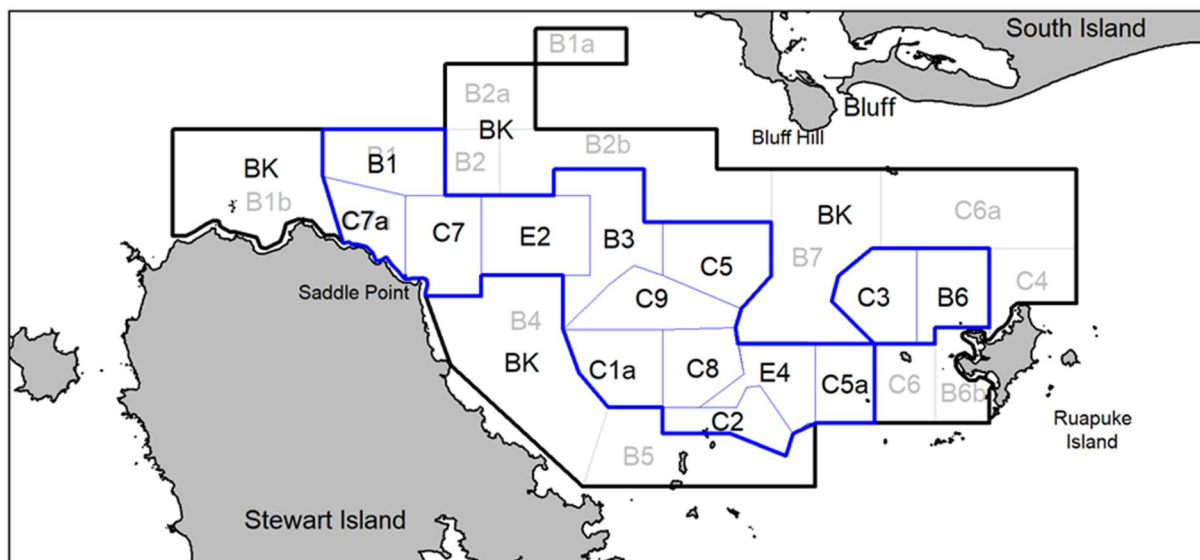 B1a
South Island
B2a
Bluff
BK
Bluff Hill
B1
B1
B2
B2b
BK
B1b
C6a
C7a
C7
E2
B3
BK
B7
C5
C4
Saddle Point
C9
C3
B6
B4
BK
C1a
C8
E4
C5a
C6
B6b
C2
Ruapuke
Island
B5
Stewart Island